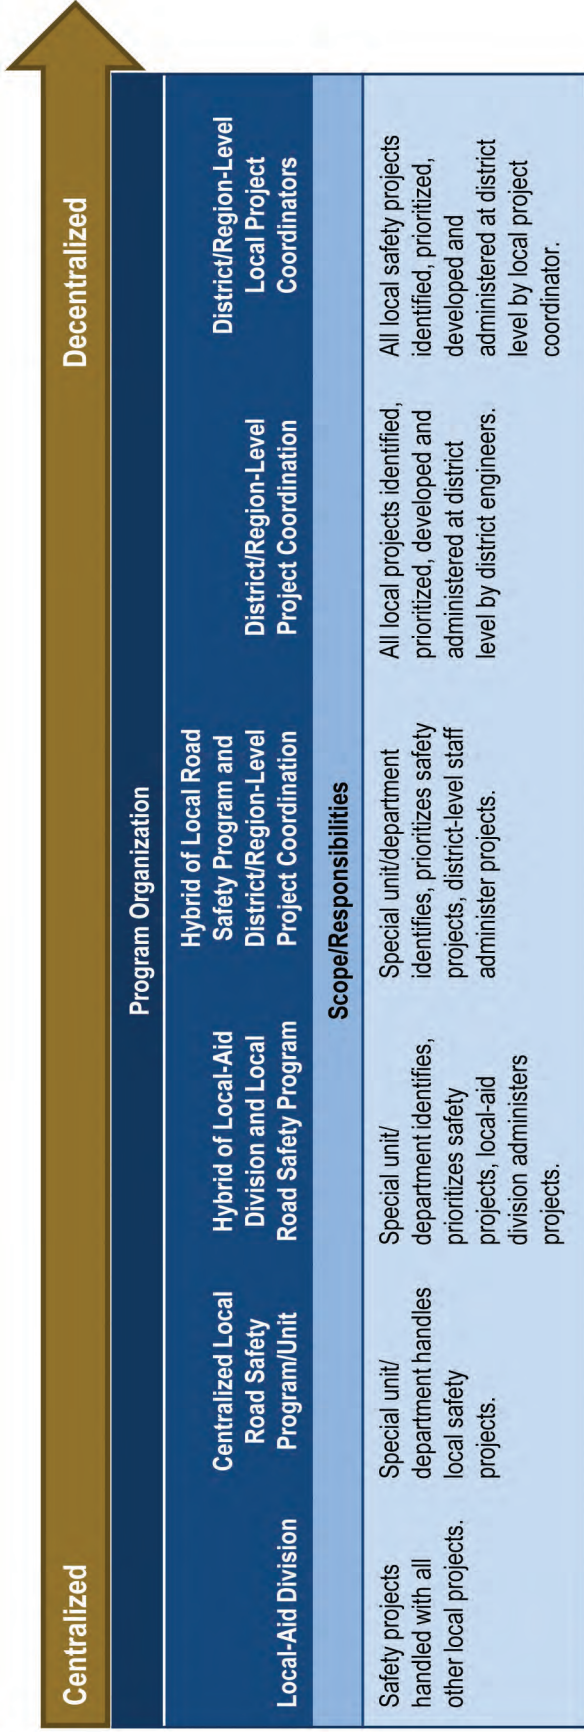 Centralized
Decentralized
Program Organization
Local-Aid Division
Centralized Local
Road Safety
Program/Unit
Hybrid of Local-Aid
Division and Local
Road Safety Program
Hybrid of Local Road
Safety Program and
District/Region-Level
Project Coordination
District/Region-Level
Project Coordination
District/Region-Level
Local Project
Coordinators
Scope/Responsibilities
Safety projects
handled with all
other local projects.
Special unit/
department handles
local safety
projects.
Special unit/
department identifies,
prioritizes safety
projects, local-aid
division administers
projects.
Special unit/department
identifies, prioritizes safety
projects, district-level staff
administer projects.
All local projects identified,
prioritized, developed and
administered at district
level by district engineers.
All local safety projects
identified, prioritized,
developed and
administered at district
level by local project
coordinator.